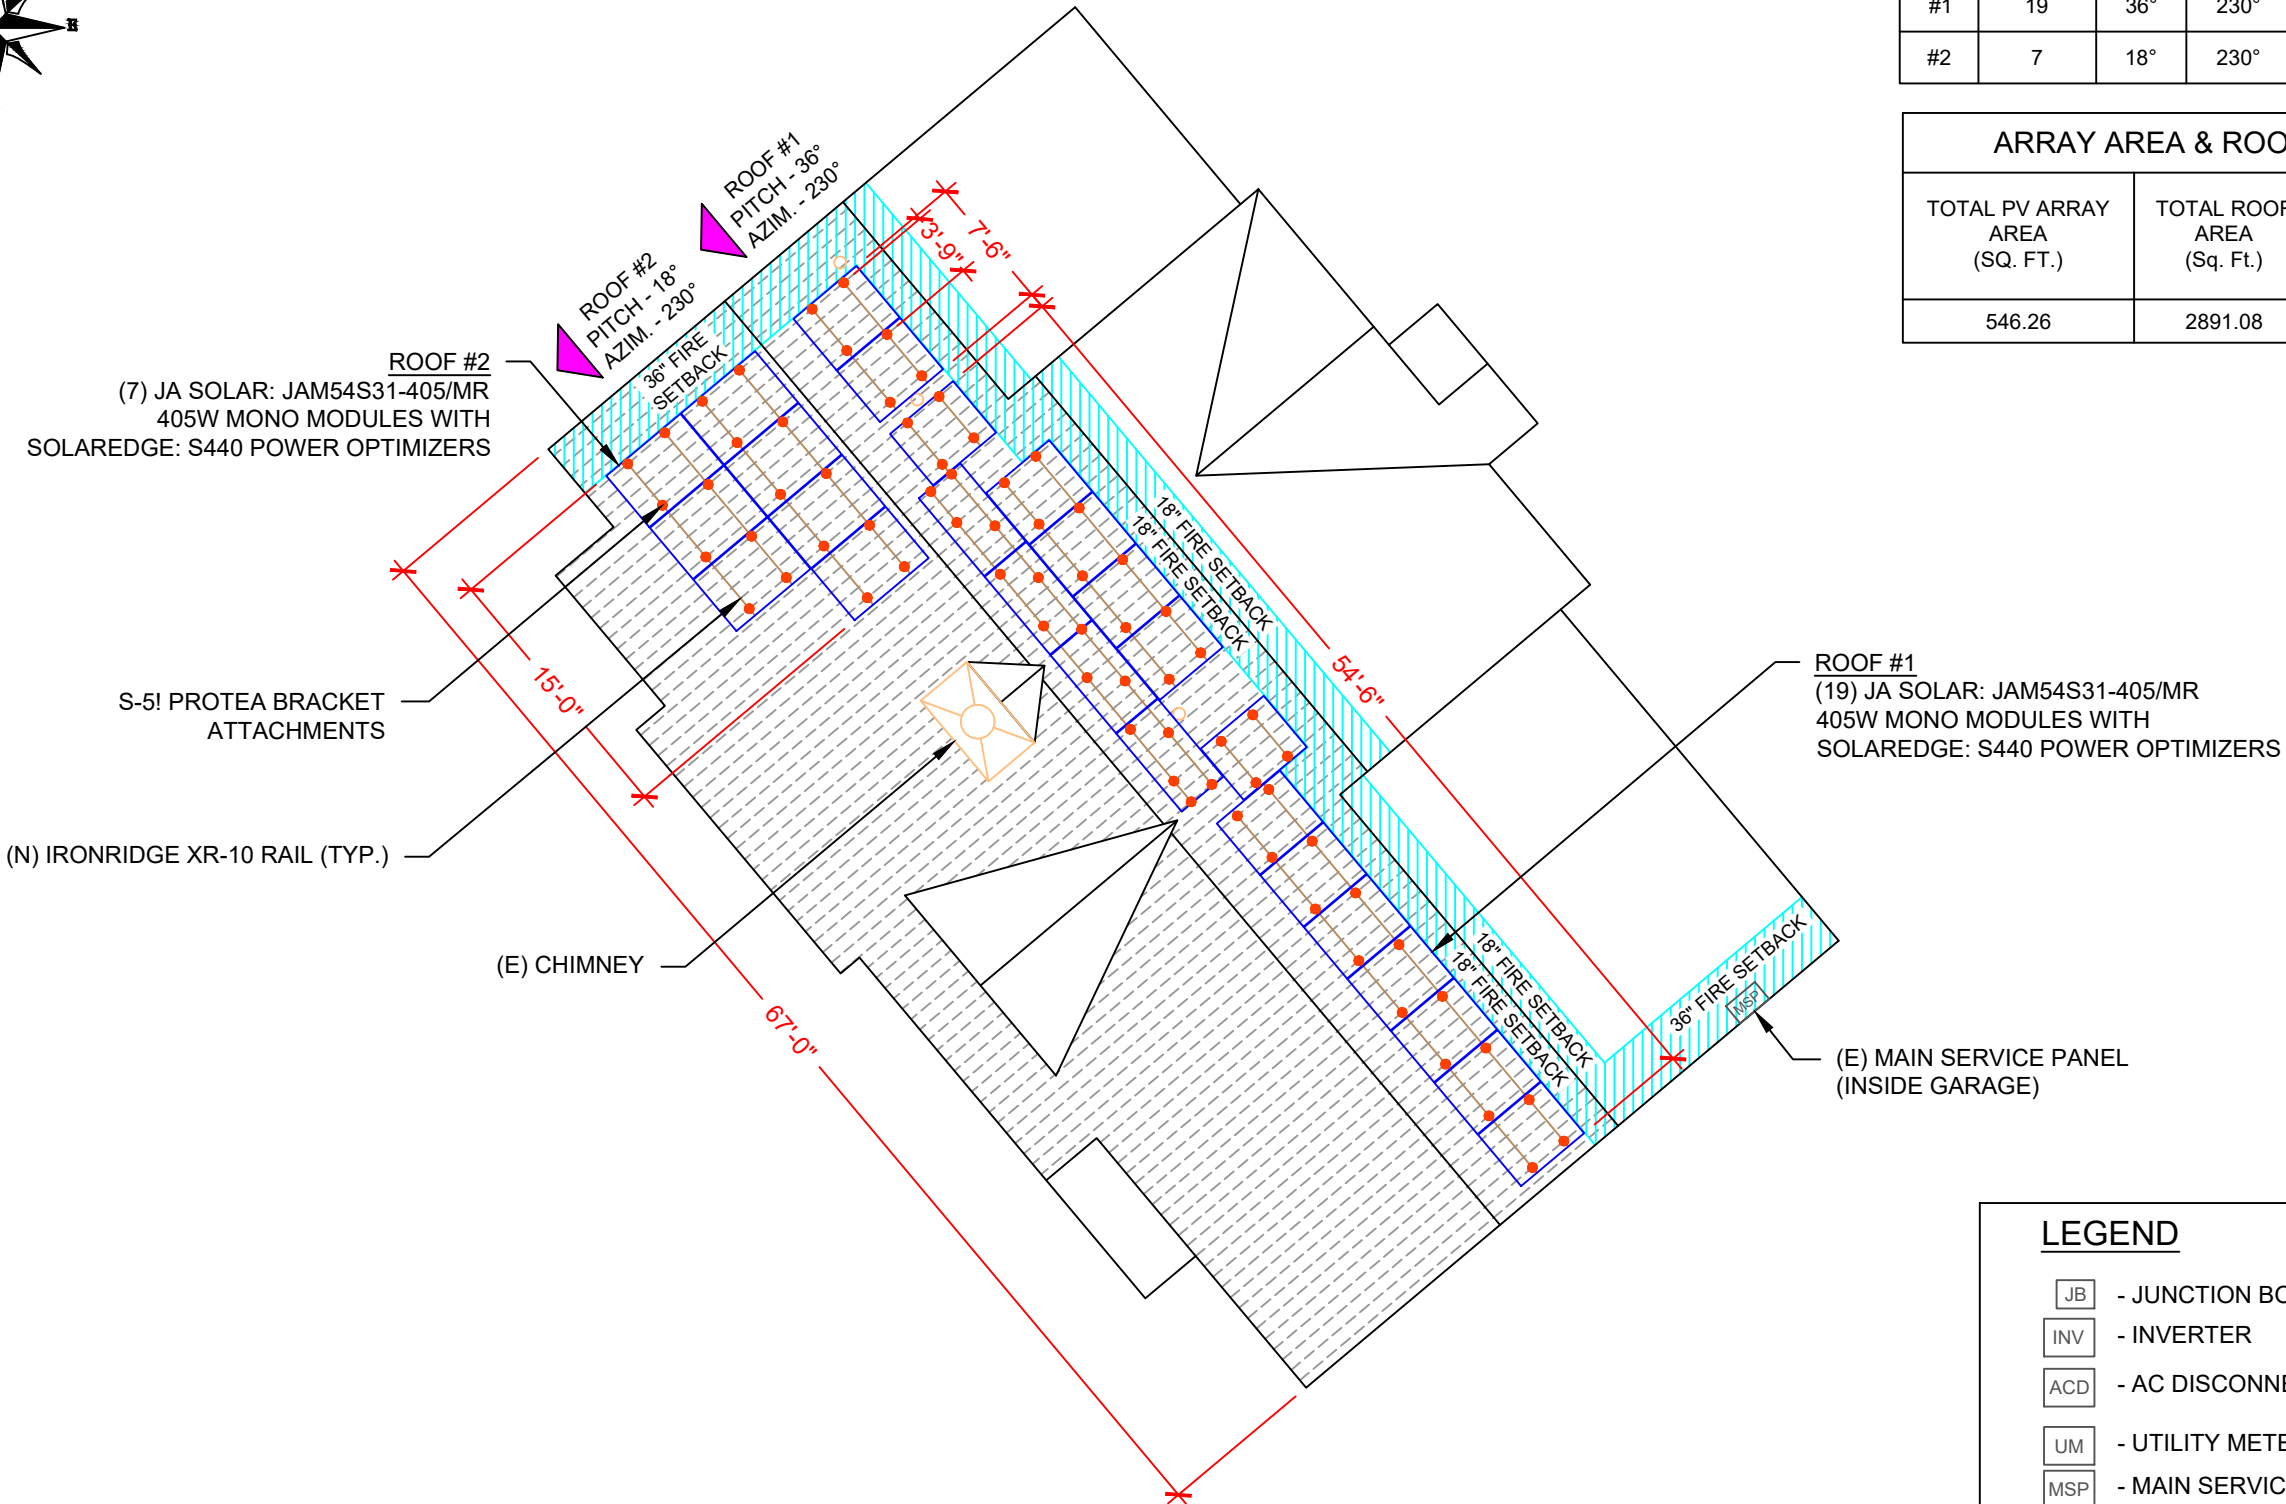 #1 19 36° 230°
#2 7 18° 230°
ARRAY AREA & ROO
TOTAL PV ARRAY AREA (SQ. FT.)
TOTAL ROOF AREA (Sq. Ft.)
546.26 2891.08
ROOF #1
PITCH - 36°
AZIM. - 230°
ROOF #2
PITCH - 18°
AZIM. - 230°
36" FIRE
SETBACK
3'-9"
7'-6"
ROOF #2
(7) JA SOLAR: JAM54S31-405/MR
405W MONO MODULES WITH
SOLAREDGE: S440 POWER OPTIMIZERS
18" FIRE SETBACK
18" FIRE SETBACK
54'-6"
15'-0"
S-5! PROTEA BRACKET
ATTACHMENTS
ROOF #1
(19) JA SOLAR: JAM54S31-405/MR
405W MONO MODULES WITH
SOLAREDGE: S440 POWER OPTIMIZERS
(N) IRONRIDGE XR-10 RAIL (TYP.)
(E) CHIMNEY
67'-0"
18" FIRE SETBACK
18" FIRE SETBACK
36" FIRE SETBACK
MSP
(E) MAIN SERVICE PANEL
(INSIDE GARAGE)
LEGEND
JB - JUNCTION BO
INV - INVERTER
ACD - AC DISCONNE
UM - UTILITY METE
MSP - MAIN SERVIC